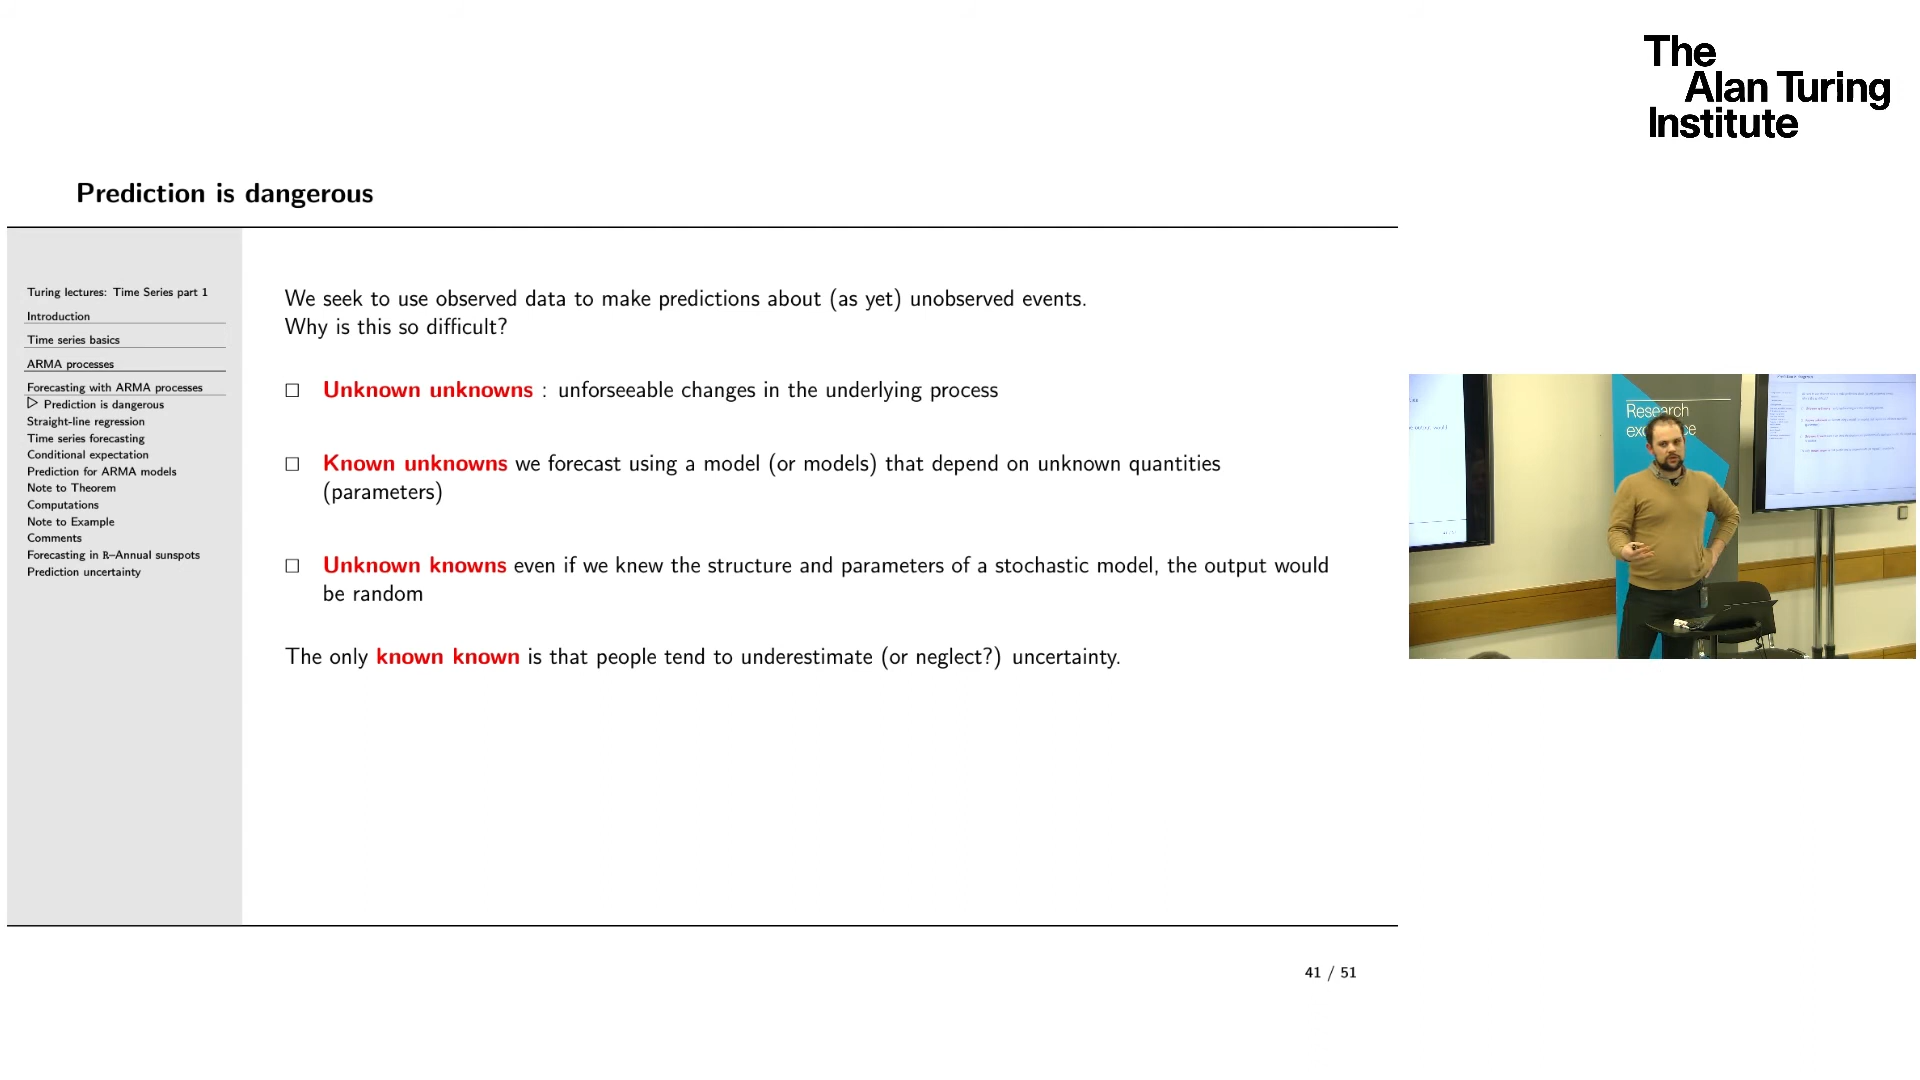 The
Alan Turing
Institute
Prediction is dangerous
Turing lectures: Time Series part 1
Introduction
Time series basics
ARMA processes
Forecasting with ARMA processes
▷ Prediction is dangerous
Straight-line regression
Time series forecasting
Conditional expectation
Prediction for ARMA models
Note to Theorem
Computations
Note to Example
Comments
Forecasting in R–Annual sunspots
Prediction uncertainty
We seek to use observed data to make predictions about (as yet) unobserved events.
Why is this so difficult?
□ Unknown unknowns : unforseeable changes in the underlying process
□ Known unknowns we forecast using a model (or models) that depend on unknown quantities
(parameters)
□ Unknown knowns even if we knew the structure and parameters of a stochastic model, the output would
be random
The only known known is that people tend to underestimate (or neglect?) uncertainty.
Research
41 / 51